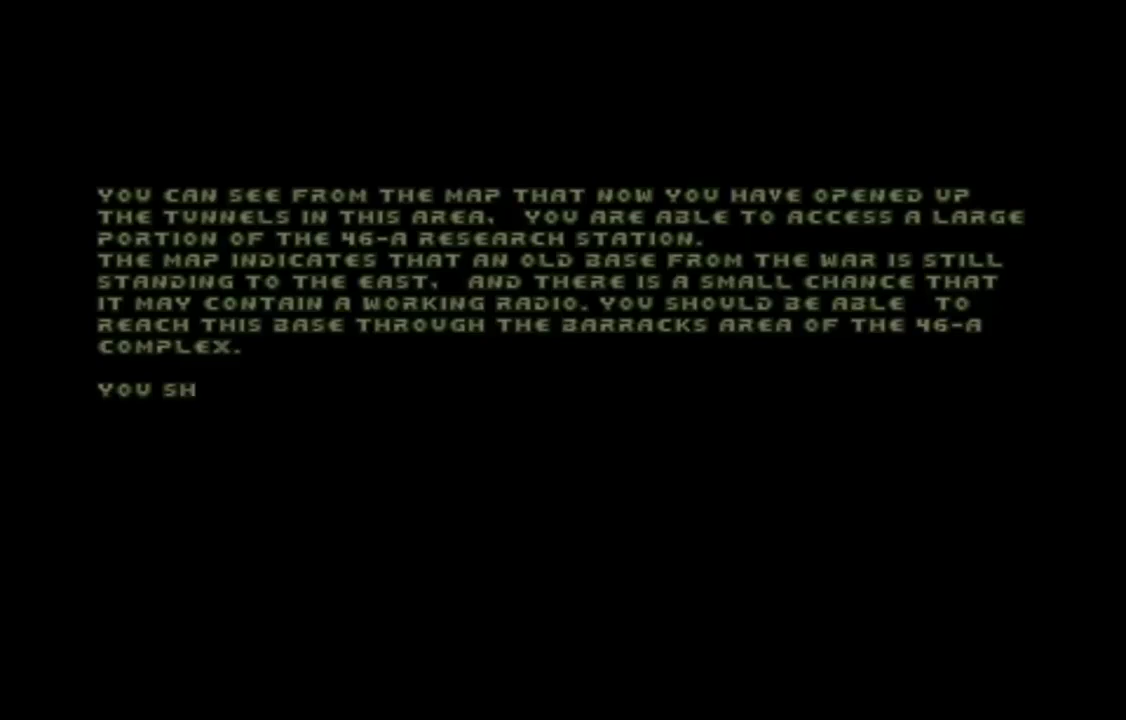 YOU CAN SEE FROM THE MAP THAT NOW YOU HAVE OPENED UP
THE TUNNELS IN THIS AREA, YOU ARE ABLE TO ACCESS A LARGE
PORTION OF THE 46-A RESEARCH STATION.
THE MAP INDICATES THAT AN OLD BASE FROM THE WAR IS STILL
STANDING TO THE EAST, AND THERE IS A SMALL CHANCE THAT
IT MAY CONTAIN A WORKING RADIO. YOU SHOULD BE ABLE TO
REACH THIS BASE THROUGH THE BARRACKS AREA OF THE 46-A
COMPLEX.
YOU SH